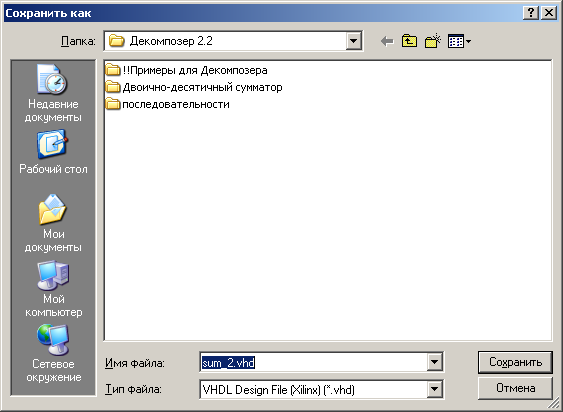 Сохранить как
Папка:
Декомпозер 2.2
!!Примеры для Декомпозера
Двоично-десятичный сумматор
последовательности
Недавние
документы
Рабочий стол
Мои
документы
Мой
компьютер
Сетевое
окружение
Имя файла:
sum_2.vhd
Сохранить
Тип файла:
VHDL Design File (Xilinx) (*.vhd)
Отмена